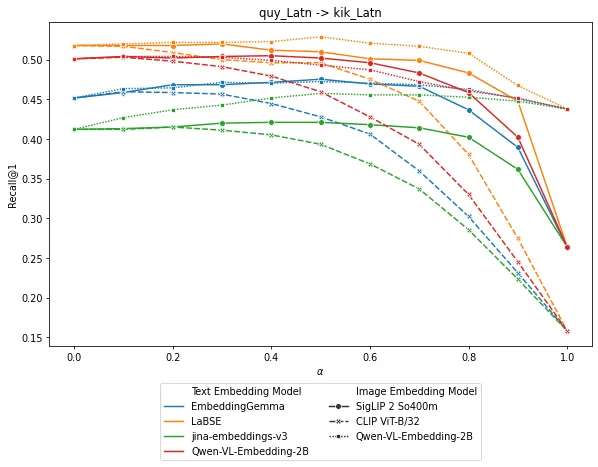 quy_Latn -> kik_Latn
Recall@1
0.50
0.45
0.40
0.35
0.30
0.25
0.20
0.15
0.0
0.2
0.4
0.6
0.8
1.0
α
Text Embedding Model
EmbeddingGemma
LaBSE
jina-embeddings-v3
Qwen-VL-Embedding-2B
Image Embedding Model
SigLIP 2 So400m
CLIP ViT-B/32
Qwen-VL-Embedding-2B